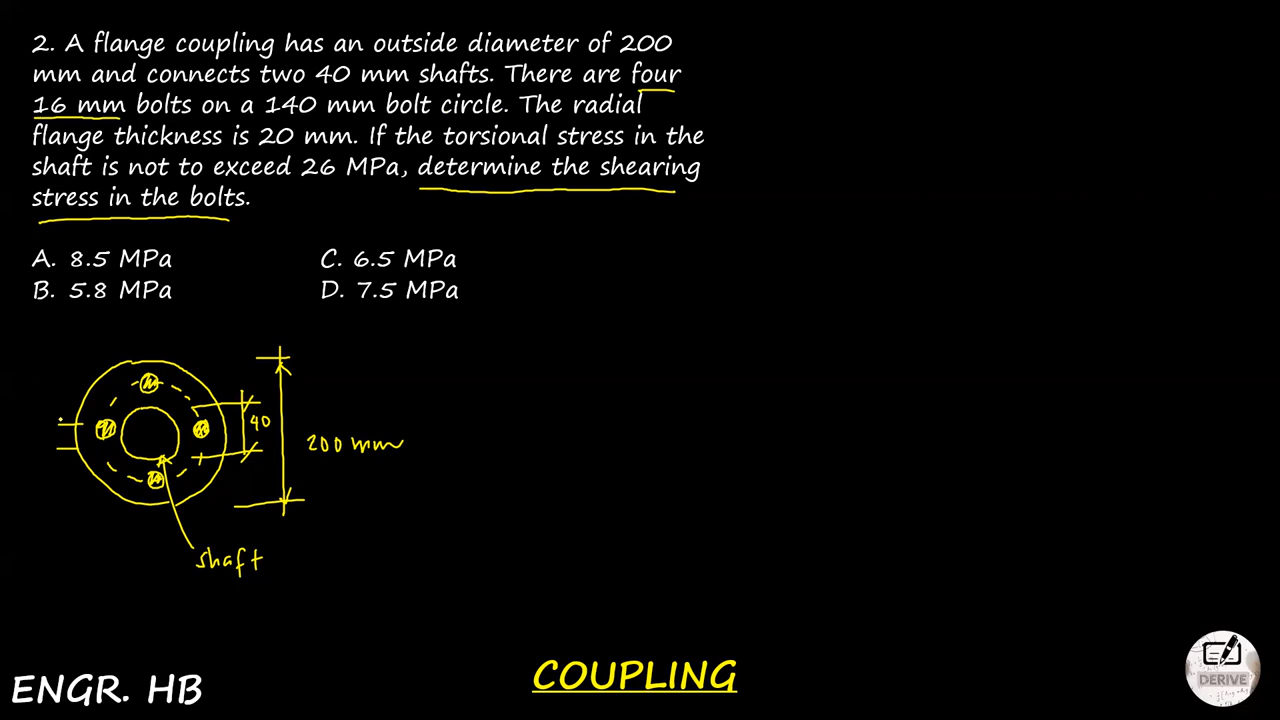 2. A flange coupling has an outside diameter of 200
mm and connects two 40 mm shafts. There are four
16 mm bolts on a 140 mm bolt circle. The radial
flange thickness is 20 mm. If the torsional stress in the
shaft is not to exceed 26 MPa, determine the shearing
stress in the bolts.
A. 8.5 MPa C. 6.5 MPa
B. 5.8 MPa D. 7.5 MPa
40
200 mm
shaft
ENGR. HB
COUPLING
DERIVE